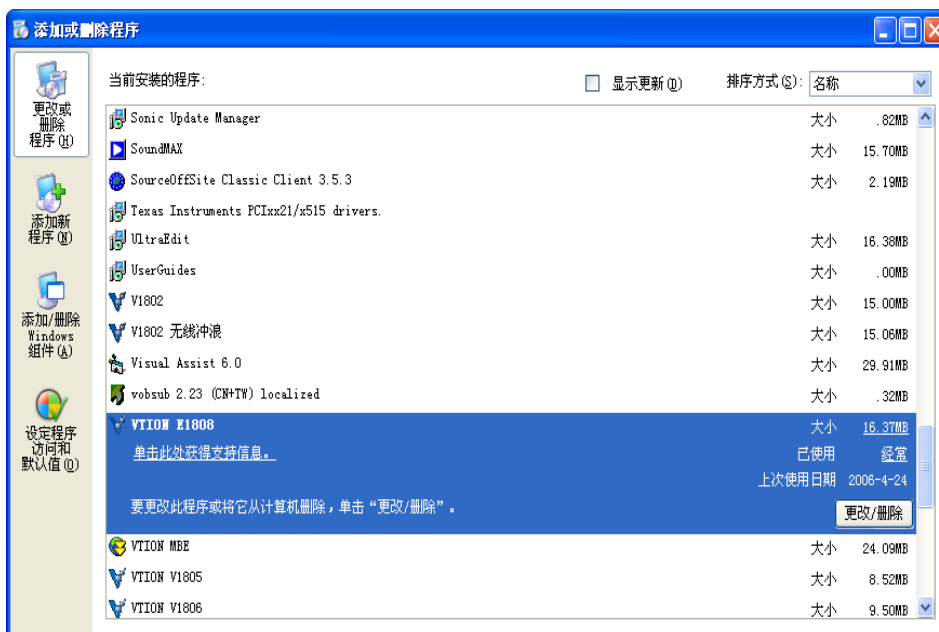 添加或删除程序
更改或
删除
程序(H)
添加新
程序(N)
添加/删除
Windows
组件(A)
设定程序
访问和
默认值(O)
当前安装的程序:
显示更新(D)
排序方式(S): 名称
Sonic Update Manager 大小 .82MB
SoundMAX 大小 15.70MB
SourceOffSite Classic Client 3.5.3 大小 2.19MB
Texas Instruments PCIxx21/x515 drivers.
UltraEdit 大小 16.38MB
UserGuides 大小 .00MB
V1802 大小 15.00MB
V1802 无线冲浪 大小 15.06MB
Visual Assist 6.0 大小 29.91MB
vobsub 2.23 (CN+TW) localized 大小 .32MB
VTION E1808 大小 16.37MB
单击此处获得支持信息。 已使用 经常
上次使用日期 2006-4-24
要更改此程序或将它从计算机删除，单击“更改/删除”。 更改/删除
VTION MBE 大小 24.09MB
VTION V1805 大小 8.52MB
VTION V1806 大小 9.50MB